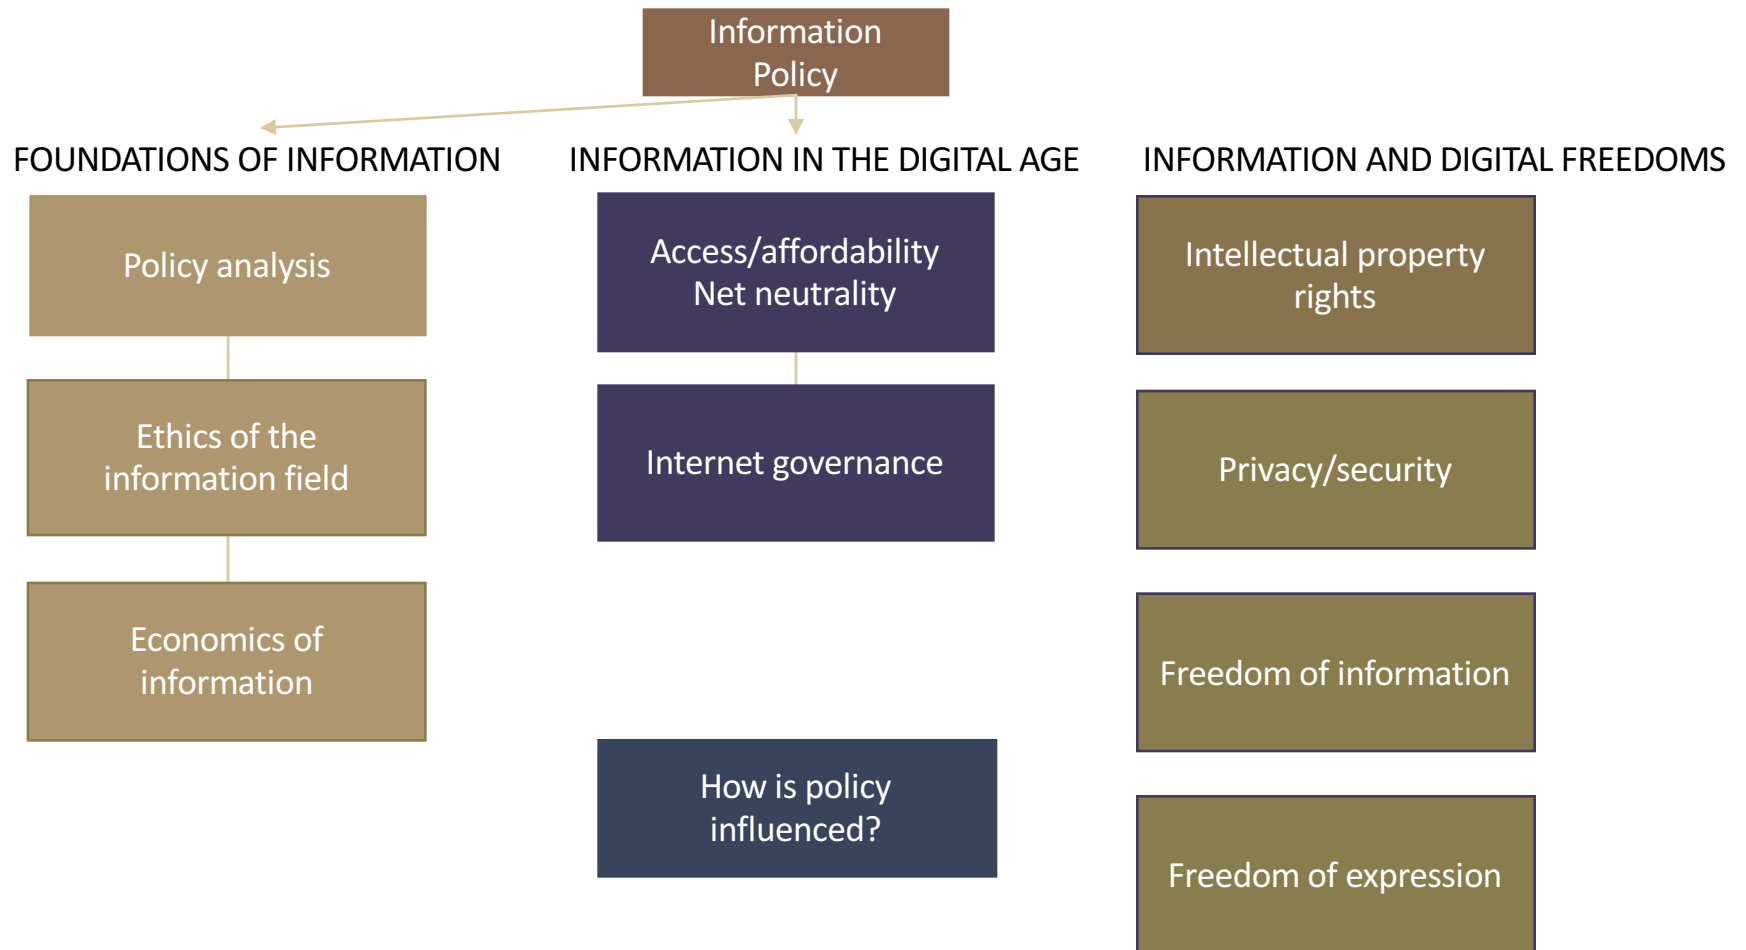 Information
Policy
FOUNDATIONS OF INFORMATION
INFORMATION IN THE DIGITAL AGE
INFORMATION AND DIGITAL FREEDOMS
Policy analysis
Ethics of the
information field
Economics of
information
Access/affordability
Net neutrality
Internet governance
How is policy
influenced?
Intellectual property
rights
Privacy/security
Freedom of information
Freedom of expression